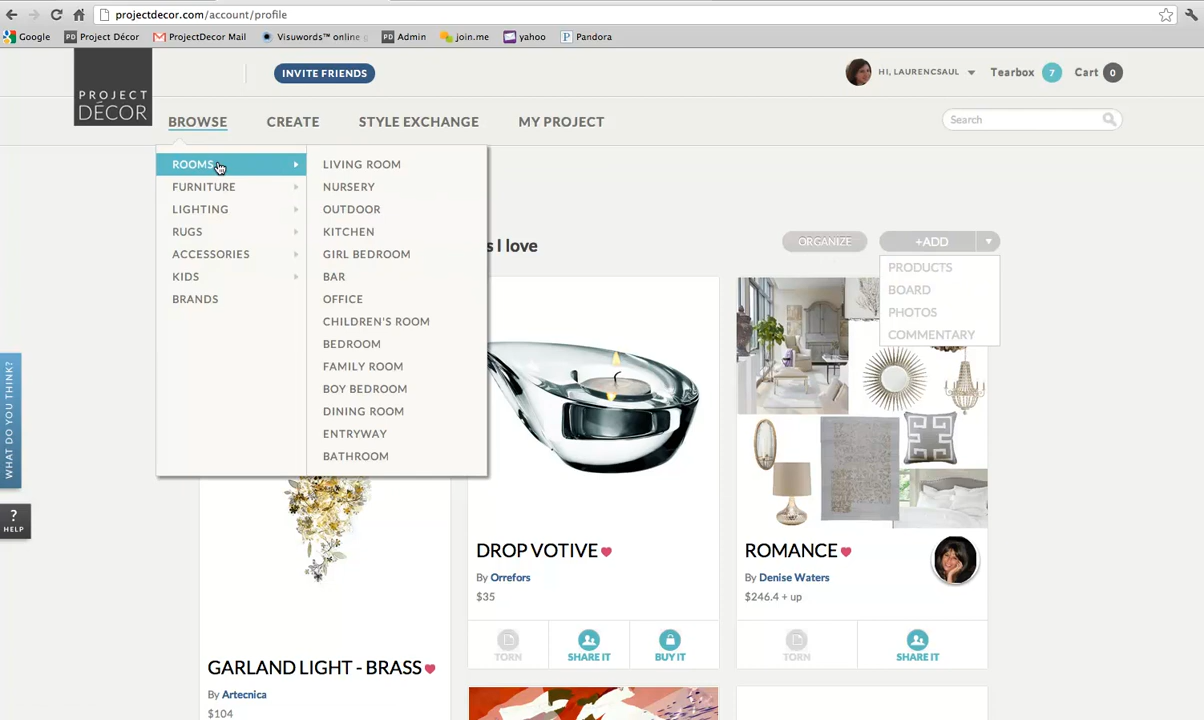 projectdecor.com/account/profile
Google
PD Project Décor
ProjectDecor Mail
Visuwords™ online g
PD Admin
join.me
yahoo
P Pandora
PROJECT
DÉCOR
INVITE FRIENDS
HI, LAURENCSAUL
Tearbox 7
Cart 0
BROWSE
CREATE
STYLE EXCHANGE
MY PROJECT
Search
ROOMS
FURNITURE
LIGHTING
RUGS
ACCESSORIES
KIDS
BRANDS
LIVING ROOM
NURSERY
OUTDOOR
KITCHEN
GIRL BEDROOM
BAR
OFFICE
CHILDREN'S ROOM
BEDROOM
FAMILY ROOM
BOY BEDROOM
DINING ROOM
ENTRYWAY
BATHROOM
s I love
ORGANIZE
+ADD
PRODUCTS
BOARD
PHOTOS
COMMENTARY
WHAT DO YOU THINK?
?
HELP
GARLAND LIGHT - BRASS
By Artecnica
$104
DROP VOTIVE
By Orrefors
$35
TORN
SHARE IT
BUY IT
ROMANCE
By Denise Waters
$246.4 + up
TORN
SHARE IT